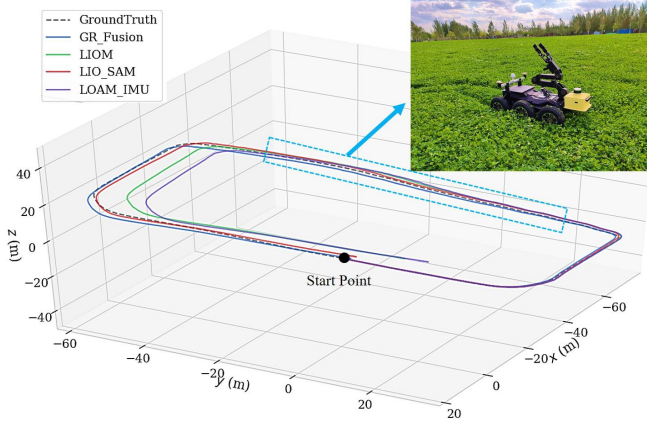 GroundTruth
GR_Fusion
LIOM
LIO_SAM
LOAM_IMU
40
20
0
−20
−40
z (m)
Start Point
−60
−40
−20
0
20
y (m)
−60
−40
−20
0
20
x (m)